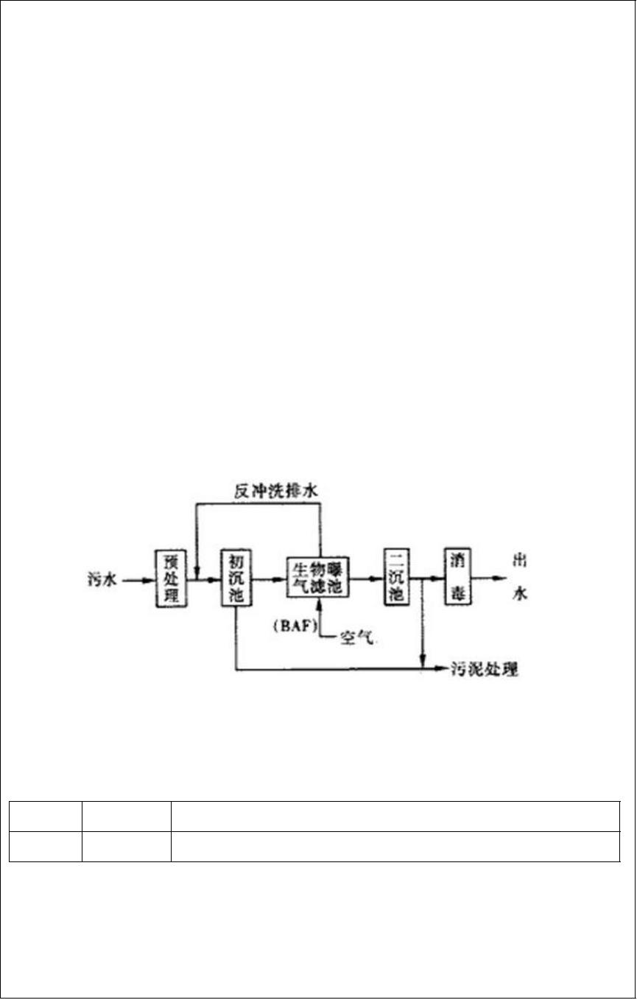 反冲洗排水
污水
预处理
初沉池
生物曝气滤池
二沉池
消毒
出水
(BAF)
空气
污泥处理